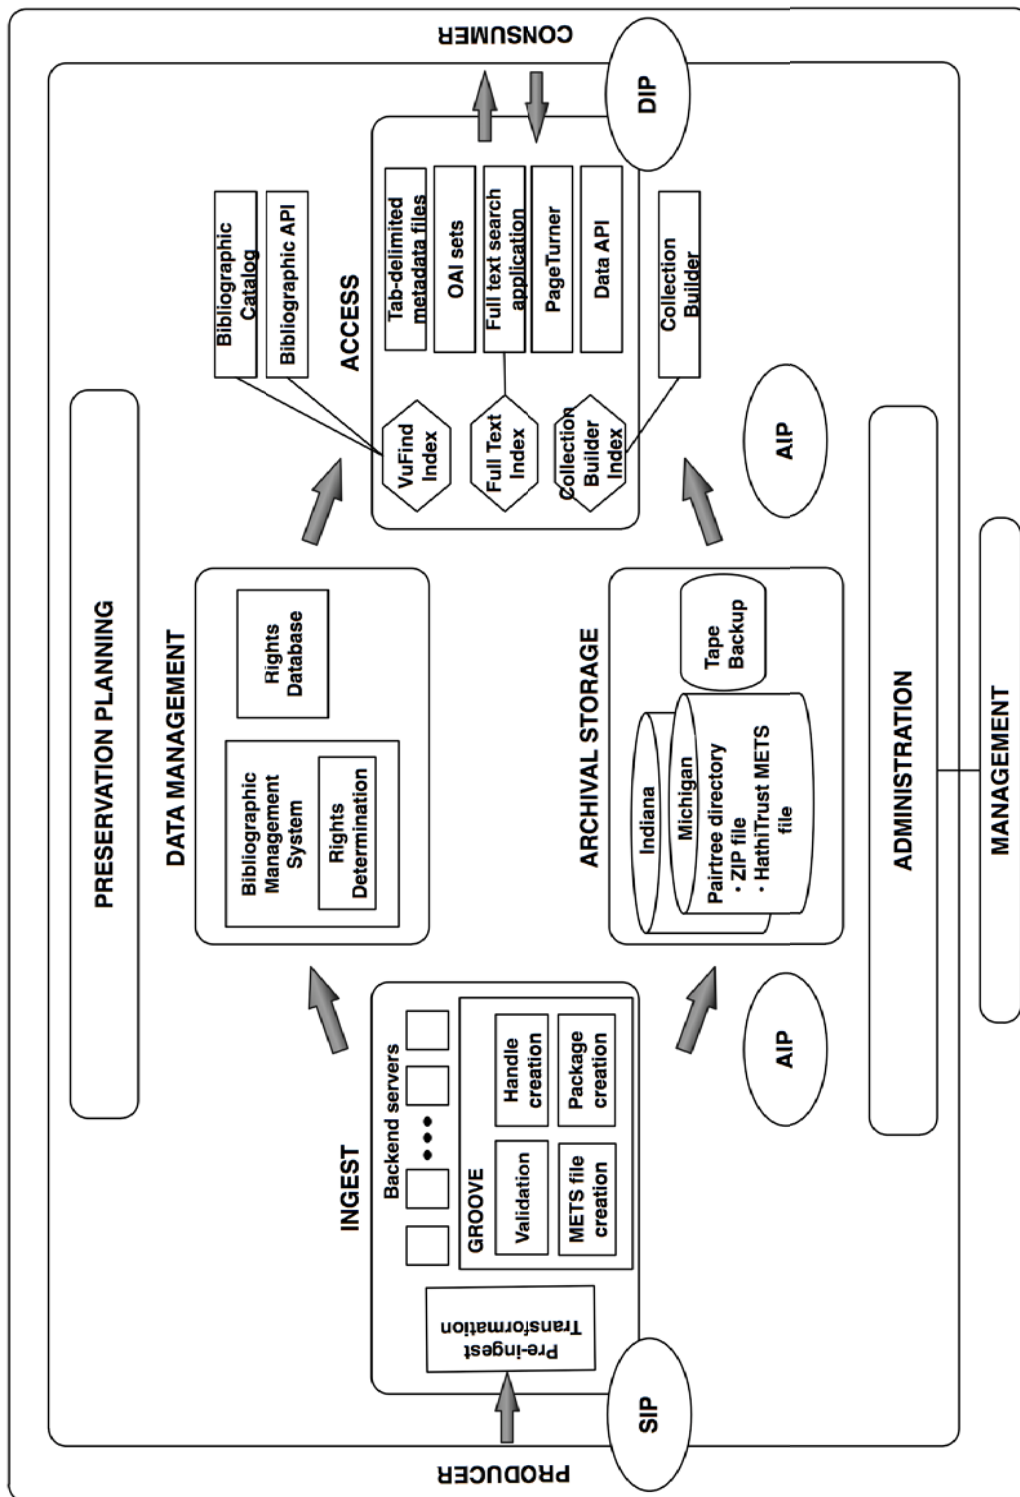 PRESERVATION PLANNING
PRODUCER
SIP
INGEST
Pre-ingest
Transformation
Backend servers
GROOVE
Validation
Handle
creation
METS file
creation
Package
creation
AIP
DATA MANAGEMENT
Bibliographic
Management
System
Rights
Determination
Rights
Database
ARCHIVAL STORAGE
Indiana
Michigan
Pairtree directory
• ZIP file
• HathiTrust METS
file
Tape
Backup
AIP
ACCESS
Bibliographic
Catalog
Bibliographic API
VuFind
Index
Full Text
Index
Collection
Builder
Index
Tab-delimited
metadata files
OAI sets
Full text search
application
PageTurner
Data API
Collection
Builder
DIP
CONSUMER
ADMINISTRATION
MANAGEMENT